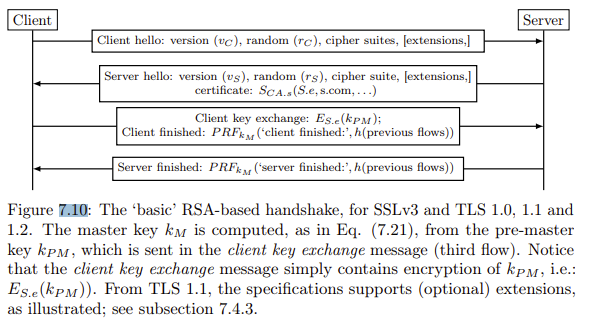 Client
Server
Client hello: version (v_C), random (r_C), cipher suites, [extensions,]
Server hello: version (v_S), random (r_S), cipher suite, [extensions,]
certificate: S_{CA.s}(S.e, s.com, . . .)
Client key exchange: E_{S.e}(k_{PM});
Client finished: PRF_{k_M}(‘client finished:’, h(previous flows))
Server finished: PRF_{k_M}(‘server finished:’, h(previous flows))
Figure 7.10: The ‘basic’ RSA-based handshake, for SSLv3 and TLS 1.0, 1.1 and
1.2. The master key k_M is computed, as in Eq. (7.21), from the pre-master
key k_{PM}, which is sent in the client key exchange message (third flow). Notice
that the client key exchange message simply contains encryption of k_{PM}, i.e.:
E_{S.e}(k_{PM})). From TLS 1.1, the specifications supports (optional) extensions,
as illustrated; see subsection 7.4.3.